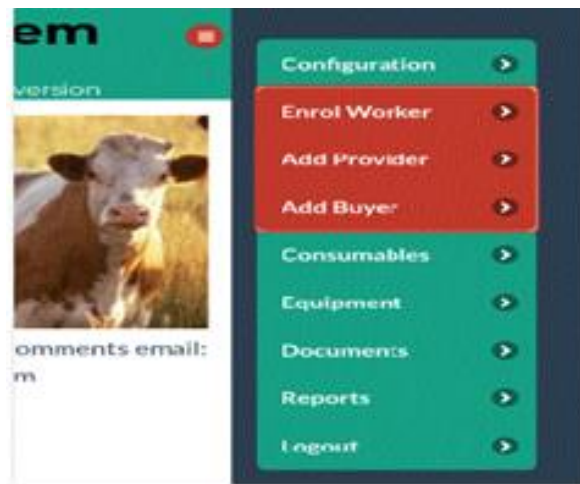 em
version
omments email:
m
Configuration
Enrol Worker
Add Provider
Add Buyer
Consumables
Equipment
Documents
Reports
Logout